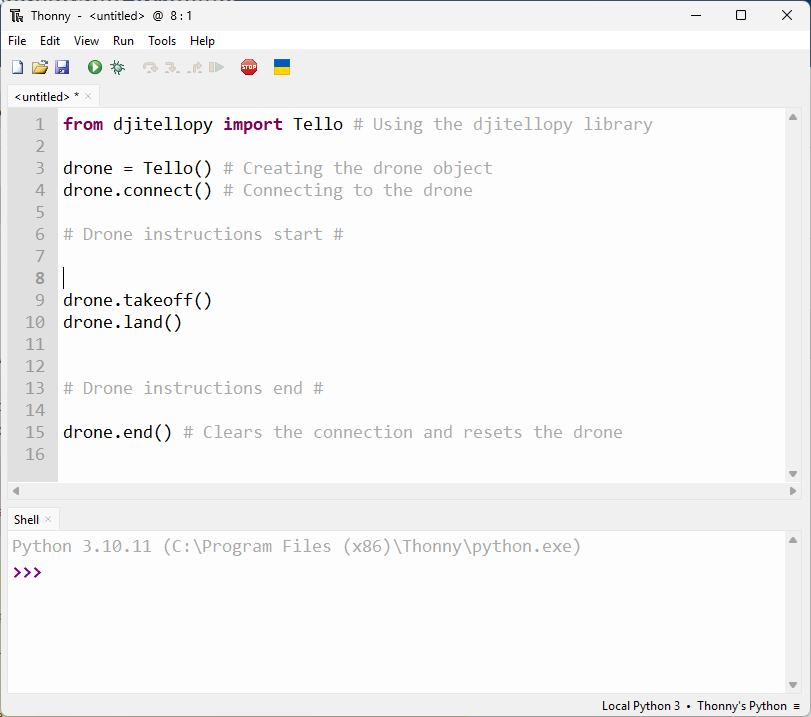 Thonny - <untitled> @ 8:1
File Edit View Run Tools Help
STOP
<untitled> * ×
1 from djitellopy import Tello # Using the djitellopy library
2
3 drone = Tello() # Creating the drone object
4 drone.connect() # Connecting to the drone
5
6 # Drone instructions start #
7
8
9 drone.takeoff()
10 drone.land()
11
12
13 # Drone instructions end #
14
15 drone.end() # Clears the connection and resets the drone
16
Shell ×
Python 3.10.11 (C:\Program Files (x86)\Thonny\python.exe)
>>>
Local Python 3 • Thonny's Python ≡